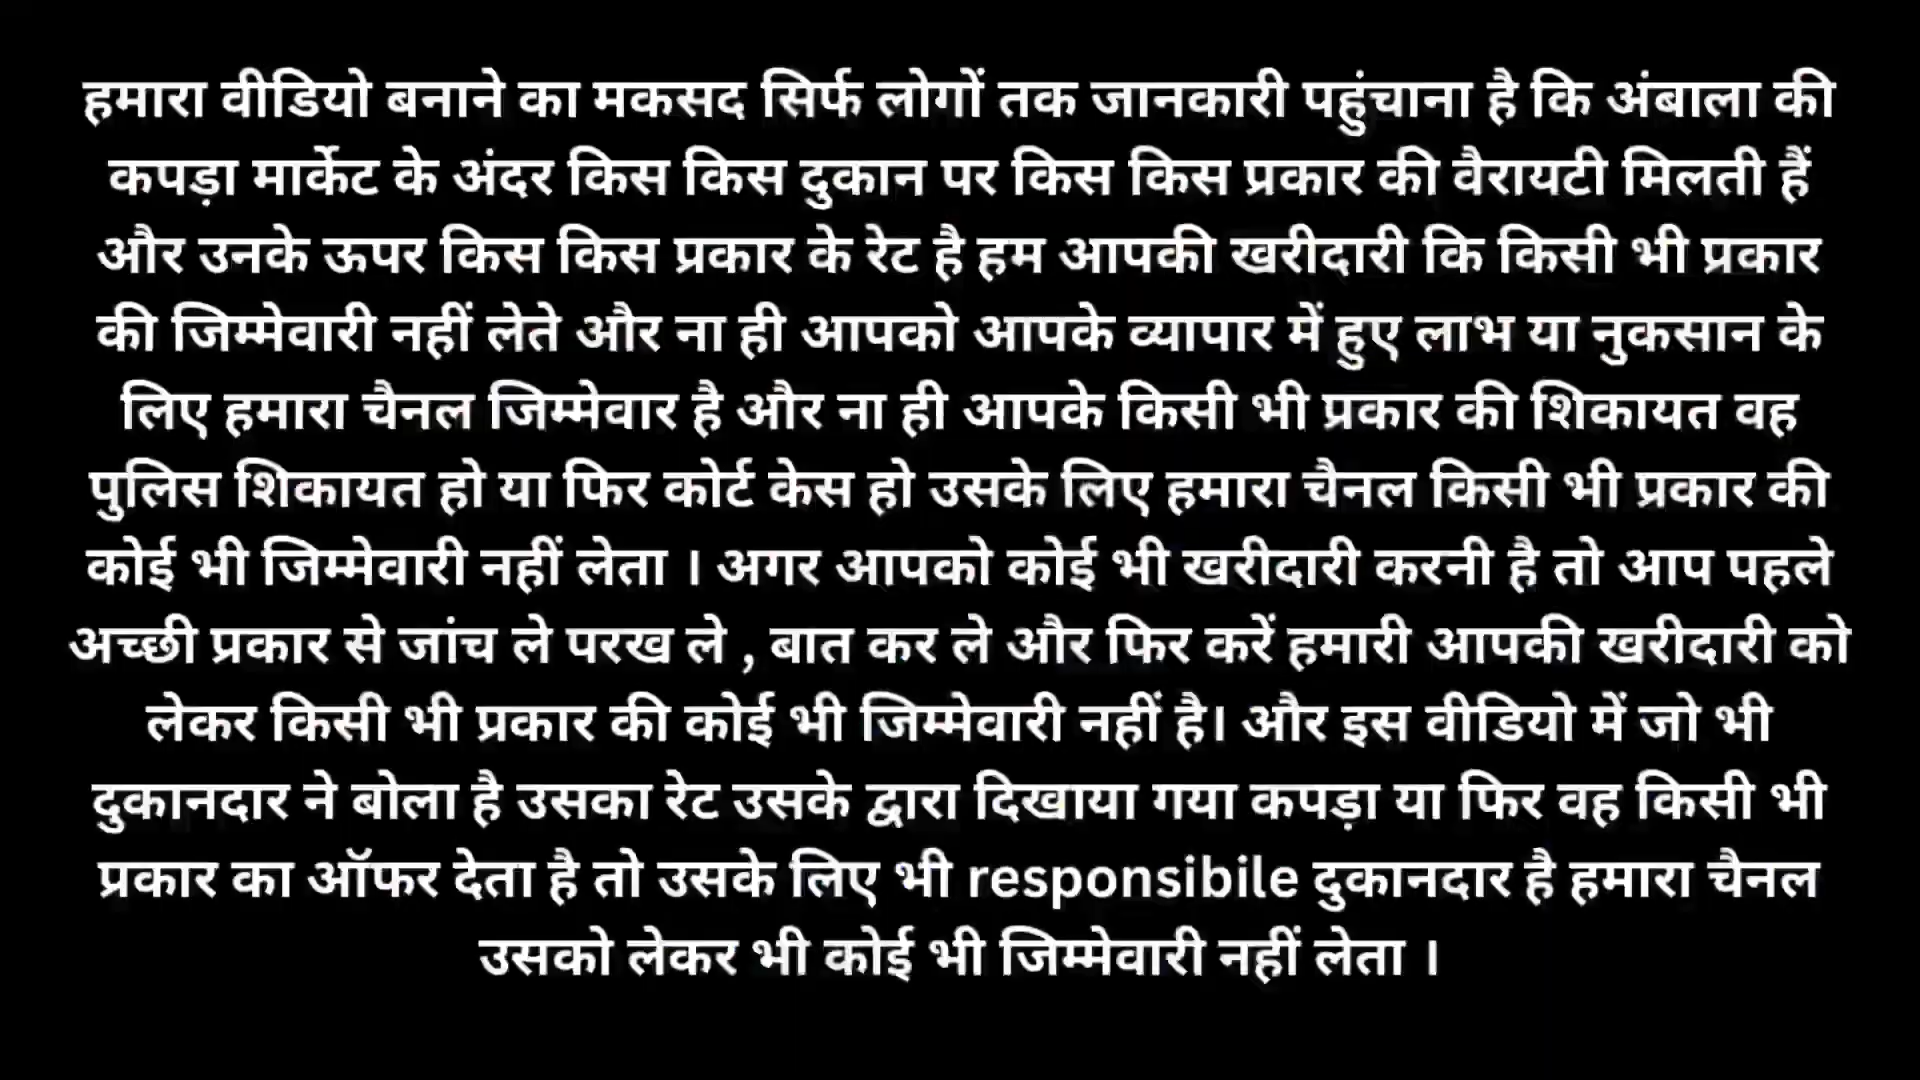 हमारा वीडियो बनाने का मकसद सिर्फ लोगों तक जानकारी पहुंचाना है कि अंबाला की
कपड़ा मार्केट के अंदर किस किस दुकान पर किस किस प्रकार की वैरायटी मिलती हैं
और उनके ऊपर किस किस प्रकार के रेट है हम आपकी खरीदारी कि किसी भी प्रकार
की जिम्मेवारी नहीं लेते और ना ही आपको आपके व्यापार में हुए लाभ या नुकसान के
लिए हमारा चैनल जिम्मेवार है और ना ही आपके किसी भी प्रकार की शिकायत वह
पुलिस शिकायत हो या फिर कोर्ट केस हो उसके लिए हमारा चैनल किसी भी प्रकार की
कोई भी जिम्मेवारी नहीं लेता । अगर आपको कोई भी खरीदारी करनी है तो आप पहले
अच्छी प्रकार से जांच ले परख ले , बात कर ले और फिर करें हमारी आपकी खरीदारी को
लेकर किसी भी प्रकार की कोई भी जिम्मेवारी नहीं है। और इस वीडियो में जो भी
दुकानदार ने बोला है उसका रेट उसके द्वारा दिखाया गया कपड़ा या फिर वह किसी भी
प्रकार का ऑफर देता है तो उसके लिए भी responsibile दुकानदार है हमारा चैनल
उसको लेकर भी कोई भी जिम्मेवारी नहीं लेता ।